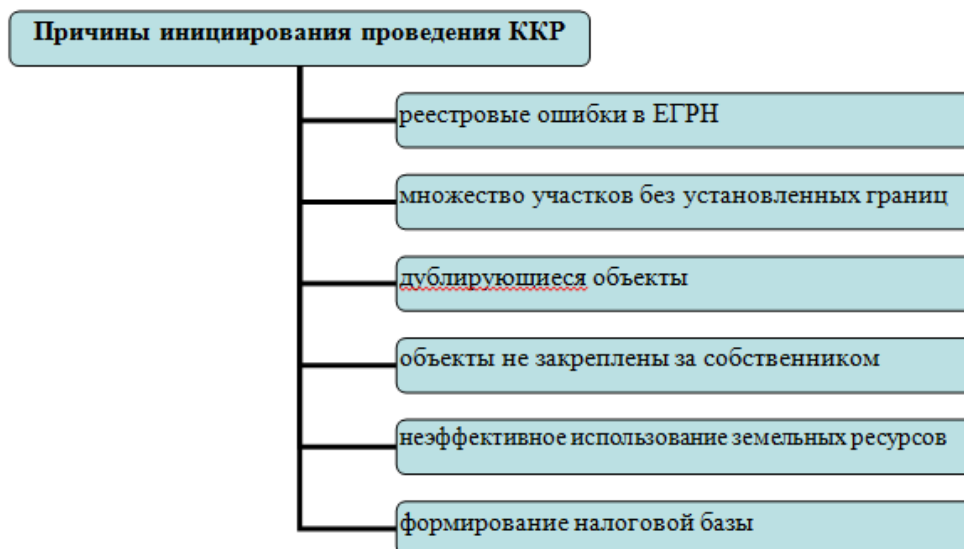 Причины инициирования проведения ККР
реестровые ошибки в ЕГРН
множество участков без установленных границ
дублирующиеся объекты
объекты не закреплены за собственником
неэффективное использование земельных ресурсов
формирование налоговой базы